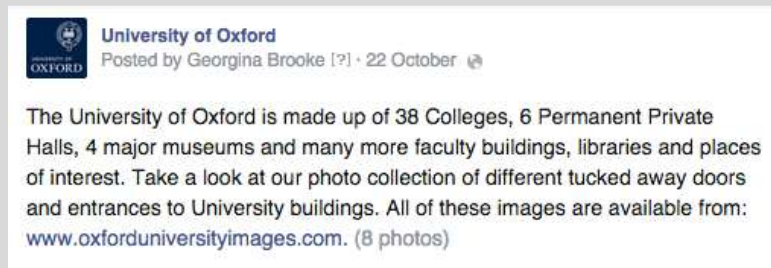 UNIVERSITY OF
OXFORD
University of Oxford
Posted by Georgina Brooke [?] · 22 October
The University of Oxford is made up of 38 Colleges, 6 Permanent Private
Halls, 4 major museums and many more faculty buildings, libraries and places
of interest. Take a look at our photo collection of different tucked away doors
and entrances to University buildings. All of these images are available from:
www.oxforduniversityimages.com. (8 photos)